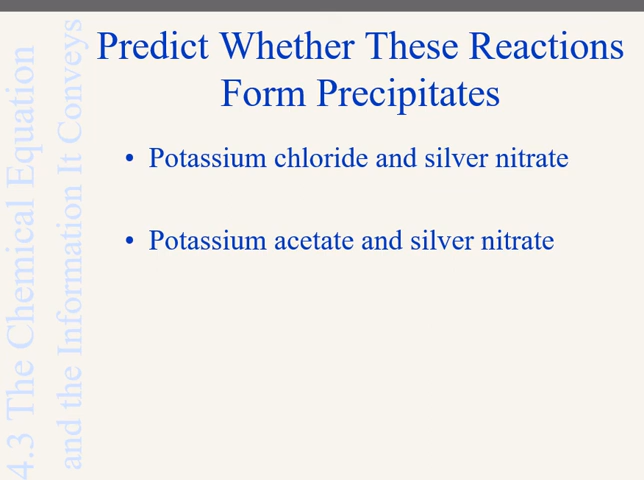 Predict Whether These Reactions
Form Precipitates
• Potassium chloride and silver nitrate
• Potassium acetate and silver nitrate
4.3 The Chemical Equation
and the Information It Conveys